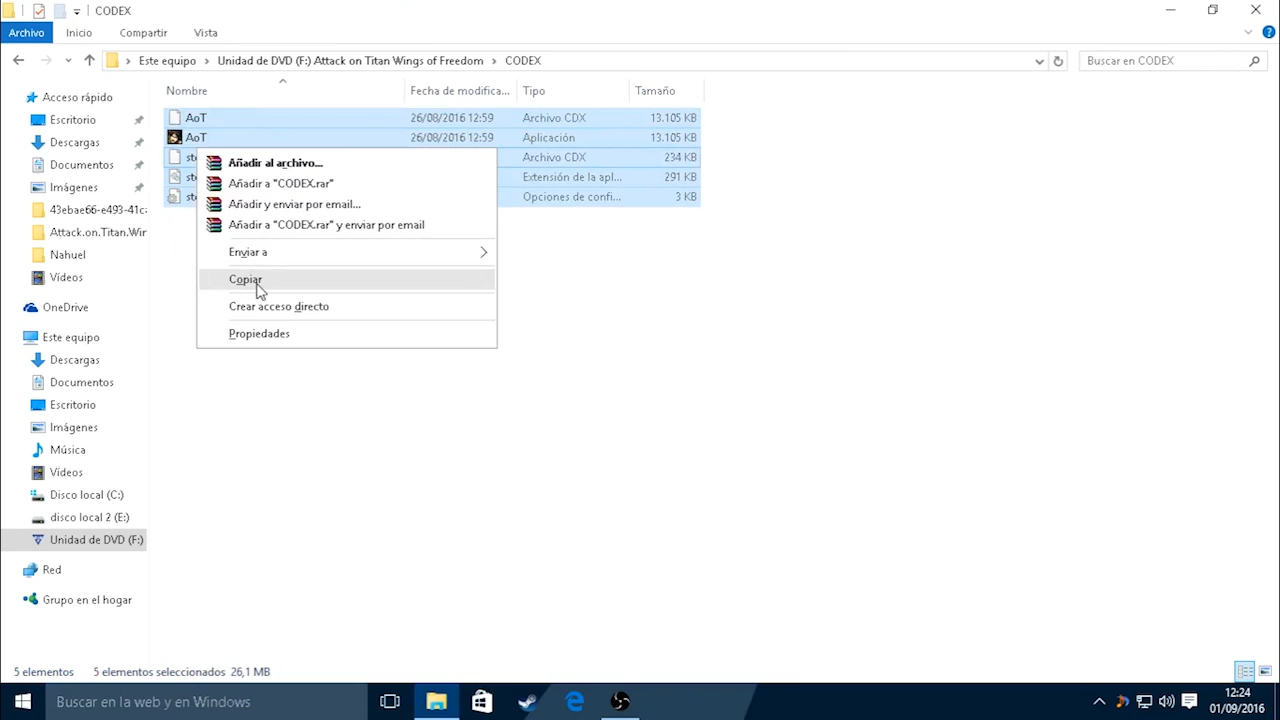 CODEX
Archivo Inicio Compartir Vista
Este equipo Unidad de DVD (F:) Attack on Titan Wings of Freedom CODEX
Buscar en CODEX
Nombre Fecha de modifica... Tipo Tamaño
AoT 26/08/2016 12:59 Archivo CDX 13.105 KB
AoT 26/08/2016 12:59 Aplicación 13.105 KB
Archivo CDX 234 KB
Extensión de la apl... 291 KB
Opciones de confi... 3 KB
Añadir al archivo...
Añadir a "CODEX.rar"
Añadir y enviar por email...
Añadir a "CODEX.rar" y enviar por email
Enviar a
Copiar
Crear acceso directo
Propiedades
Acceso rápido
Escritorio
Descargas
Documentos
Imágenes
43ebae66-e493-41c
Attack.on.Titan.Wir
Nahuel
Vídeos
OneDrive
Este equipo
Descargas
Documentos
Escritorio
Imágenes
Música
Vídeos
Disco local (C:)
disco local 2 (E:)
Unidad de DVD (F:)
Red
Grupo en el hogar
5 elementos 5 elementos seleccionados 26,1 MB
Buscar en la web y en Windows
12:24
01/09/2016